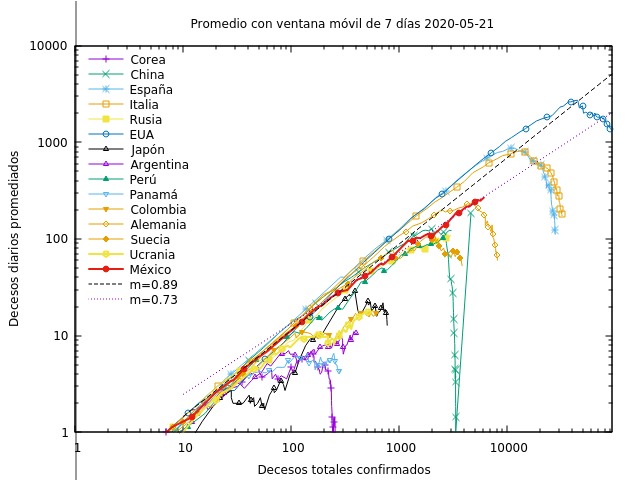 Promedio con ventana móvil de 7 días 2020-05-21
10000
1000
100
10
1
Decesos diarios promediados
Corea
China
España
Italia
Rusia
EUA
Japón
Argentina
Perú
Panamá
Colombia
Alemania
Suecia
Ucrania
México
m=0.89
m=0.73
1
10
100
1000
10000
Decesos totales confirmados